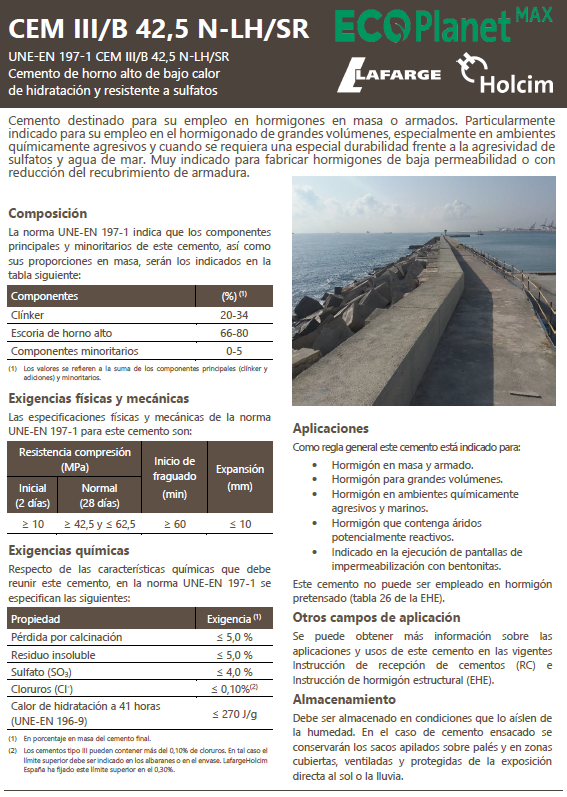 CEM III/B 42,5 N-LH/SR
ECOPlanet MAX
UNE-EN 197-1 CEM III/B 42,5 N-LH/SR
Cemento de horno alto de bajo calor
de hidratación y resistente a sulfatos
LAFARGE
Holcim
Cemento destinado para su empleo en hormigones en masa o armados. Particularmente
indicado para su empleo en el hormigonado de grandes volúmenes, especialmente en ambientes
químicamente agresivos y cuando se requiera una especial durabilidad frente a la agresividad de
sulfatos y agua de mar. Muy indicado para fabricar hormigones de baja permeabilidad o con
reducción del recubrimiento de armadura.
Composición
La norma UNE-EN 197-1 indica que los componentes
principales y minoritarios de este cemento, así como
sus proporciones en masa, serán los indicados en la
tabla siguiente:
Componentes (%) (1)
Clínker 20-34
Escoria de horno alto 66-80
Componentes minoritarios 0-5
(1) Los valores se refieren a la suma de los componentes principales (clínker y
adiciones) y minoritarios.
Exigencias físicas y mecánicas
Las especificaciones físicas y mecánicas de la norma
UNE-EN 197-1 para este cemento son:
Resistencia compresión
(MPa)
Inicial
(2 días)
Normal
(28 días)
Inicio de
fraguado
(min)
Expansión
(mm)
≥ 10 ≥ 42,5 y ≤ 62,5 ≥ 60 ≤ 10
Exigencias químicas
Respecto de las características químicas que debe
reunir este cemento, en la norma UNE-EN 197-1 se
especifican las siguientes:
Propiedad Exigencia (1)
Pérdida por calcinación ≤ 5,0 %
Residuo insoluble ≤ 5,0 %
Sulfato (SO₃) ≤ 4,0 %
Cloruros (Cl⁻) ≤ 0,10%(2)
Calor de hidratación a 41 horas
(UNE-EN 196-9) ≤ 270 J/g
(1) En porcentaje en masa del cemento final.
(2) Los cementos tipo III pueden contener más del 0,10% de cloruros. En tal caso el
límite superior debe ser indicado en los albaranes o en el envase. LafargeHolcim
España ha fijado este límite superior en el 0,30%.
Aplicaciones
Como regla general este cemento está indicado para:
• Hormigón en masa y armado.
• Hormigón para grandes volúmenes.
• Hormigón en ambientes químicamente
agresivos y marinos.
• Hormigón que contenga áridos
potencialmente reactivos.
• Indicado en la ejecución de pantallas de
impermeabilización con bentonitas.
Este cemento no puede ser empleado en hormigón
pretensado (tabla 26 de la EHE).
Otros campos de aplicación
Se puede obtener más información sobre las
aplicaciones y usos de este cemento en las vigentes
Instrucción de recepción de cementos (RC) e
Instrucción de hormigón estructural (EHE).
Almacenamiento
Debe ser almacenado en condiciones que lo aíslen de
la humedad. En el caso de cemento ensacado se
conservarán los sacos apilados sobre palés y en zonas
cubiertas, ventiladas y protegidas de la exposición
directa al sol o la lluvia.